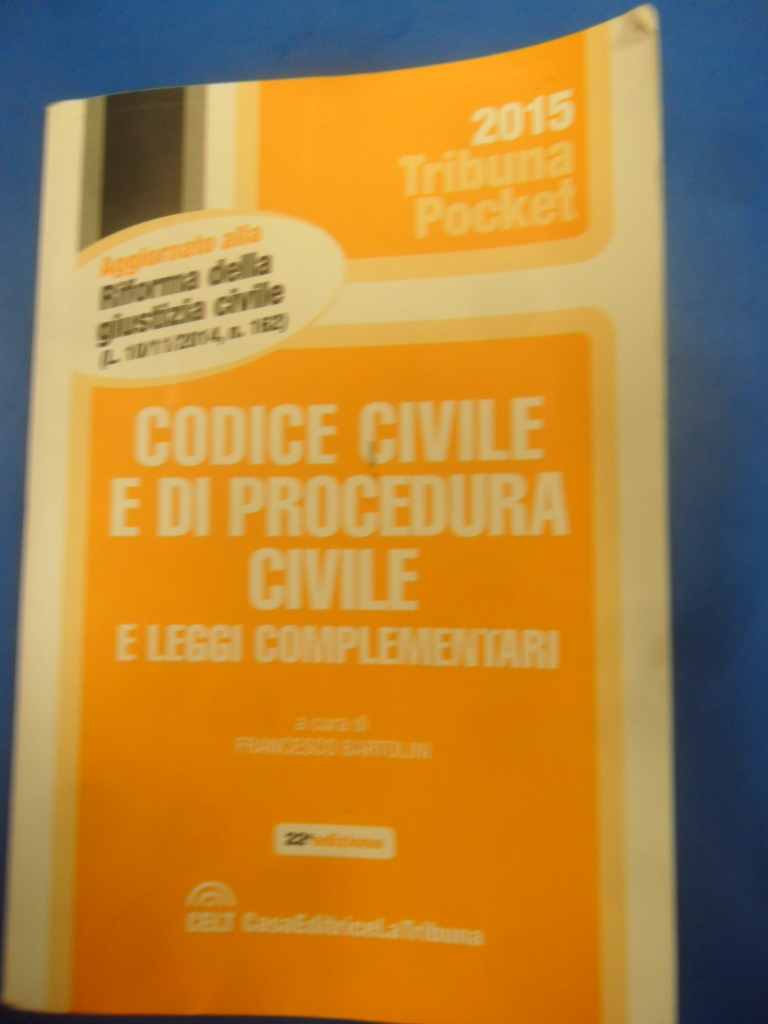 2015
Tribuna
Pocket
Aggiornato alla
Riforma della
giustizia civile
(L. 10/11/2014, n. 162)
CODICE CIVILE
E DI PROCEDURA
CIVILE
E LEGGI COMPLEMENTARI
a cura di
FRANCESCO BARTOLINI
22ª edizione
CELT CasaEditriceLaTribuna